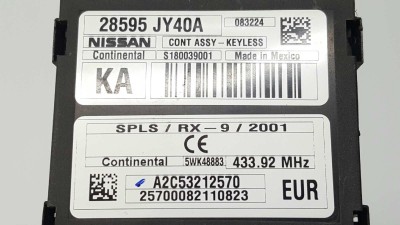 28595 JY40A 083224
NISSAN CONT ASSY-KEYLESS
Continental S180039001 Made in Mexico
KA
SPLS / RX-9 / 2001
CE
Continental 5WK48883 433.92 MHz
A2C53212570
25700082110823 EUR